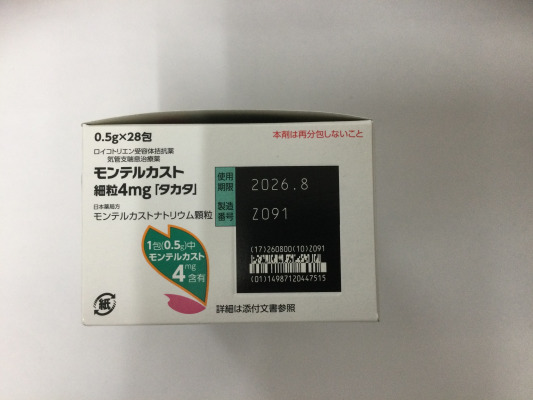 0.5g×28包
本剤は再分包しないこと
ロイコトリエン受容体拮抗薬
気管支喘息治療薬
モンテルカスト
細粒4mg「タカタ」
日本薬局方
モンテルカストナトリウム顆粒
使用
期限
2026.8
製造
番号
Z091
1包(0.5g)中
モンテルカスト
4mg
含有
(17)260800(10)Z091
(01)14987120447515
紙
詳細は添付文書参照